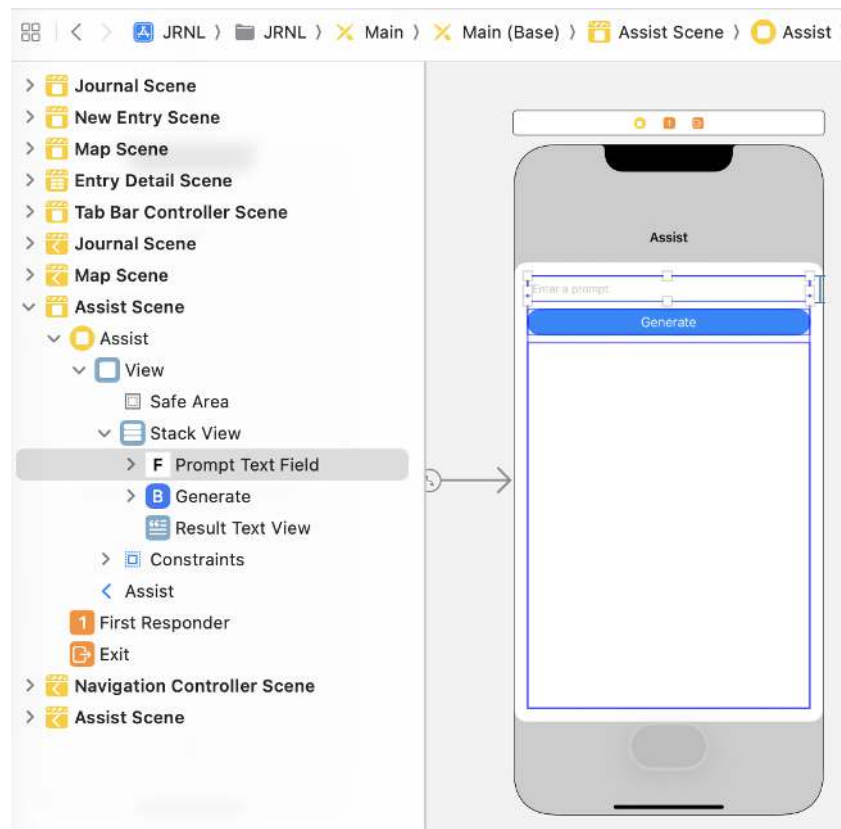 JRNL JRNL Main Main (Base) Assist Scene Assist
Journal Scene
New Entry Scene
Map Scene
Entry Detail Scene
Tab Bar Controller Scene
Journal Scene
Map Scene
Assist Scene
Assist
View
Safe Area
Stack View
F Prompt Text Field
B Generate
Result Text View
Constraints
Assist
1 First Responder
Exit
Navigation Controller Scene
Assist Scene
1
Assist
Enter a prompt
Generate